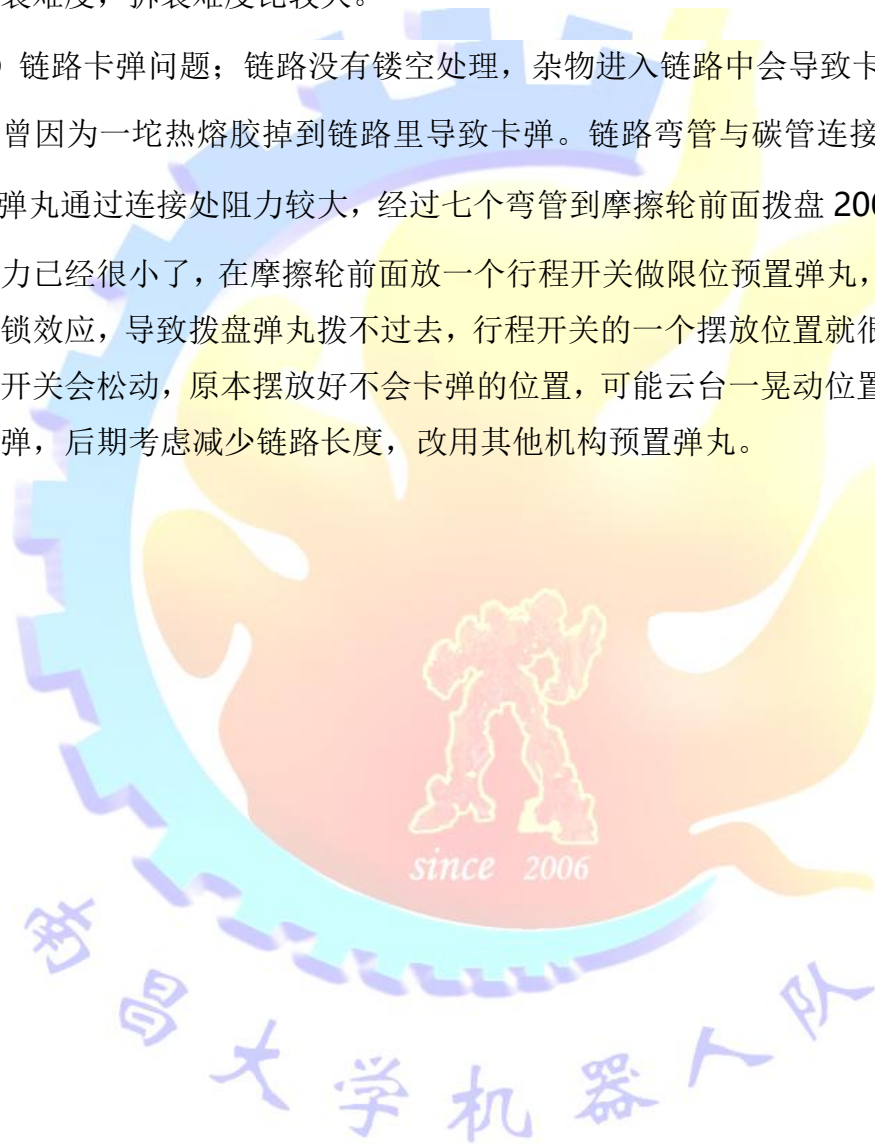 装难度，拆装难度比较大。
）链路卡弹问题；链路没有镂空处理，杂物进入链路中会导致卡
曾因为一坨热熔胶掉到链路里导致卡弹。链路弯管与碳管连接
弹丸通过连接处阻力较大，经过七个弯管到摩擦轮前面拨盘 200
力已经很小了，在摩擦轮前面放一个行程开关做限位预置弹丸，
锁效应，导致拨盘弹丸拨不过去，行程开关的一个摆放位置就很
开关会松动，原本摆放好不会卡弹的位置，可能云台一晃动位置
弹，后期考虑减少链路长度，改用其他机构预置弹丸。
since 2006
南昌大学机器人队